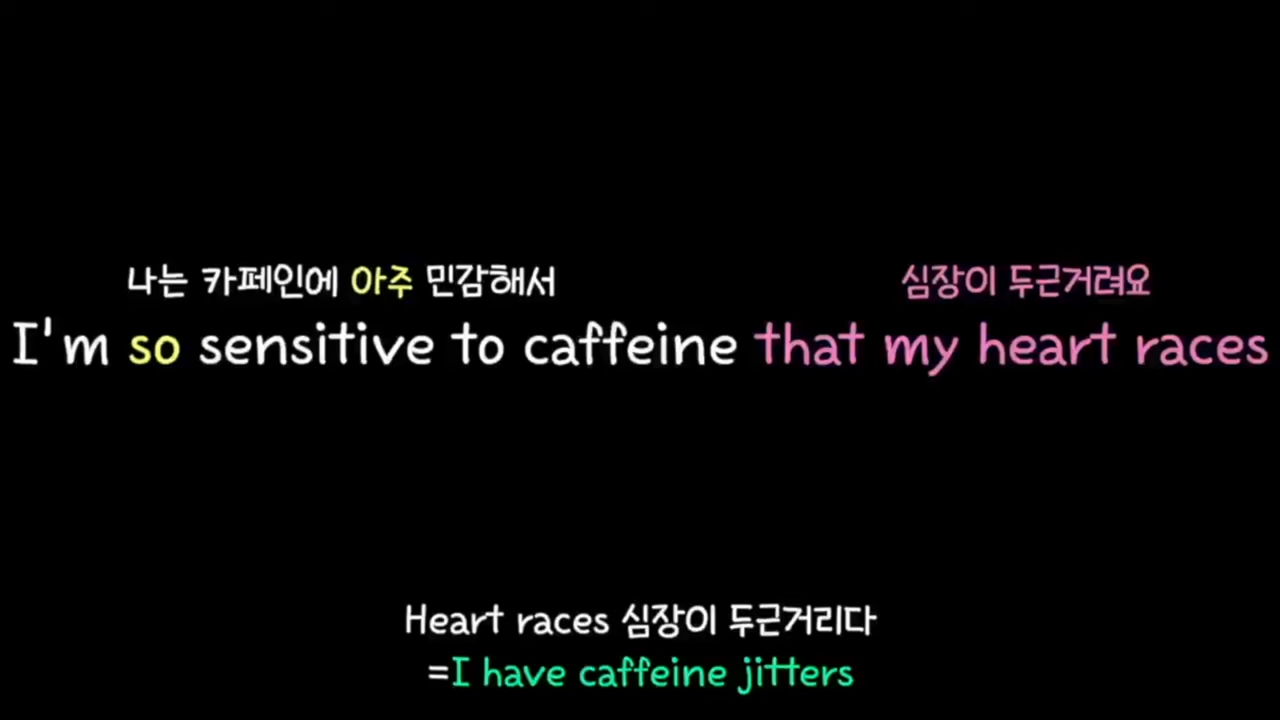 나는 카페인에 아주 민감해서 심장이 두근거려요
I'm so sensitive to caffeine that my heart races
Heart races 심장이 두근거리다
=I have caffeine jitters